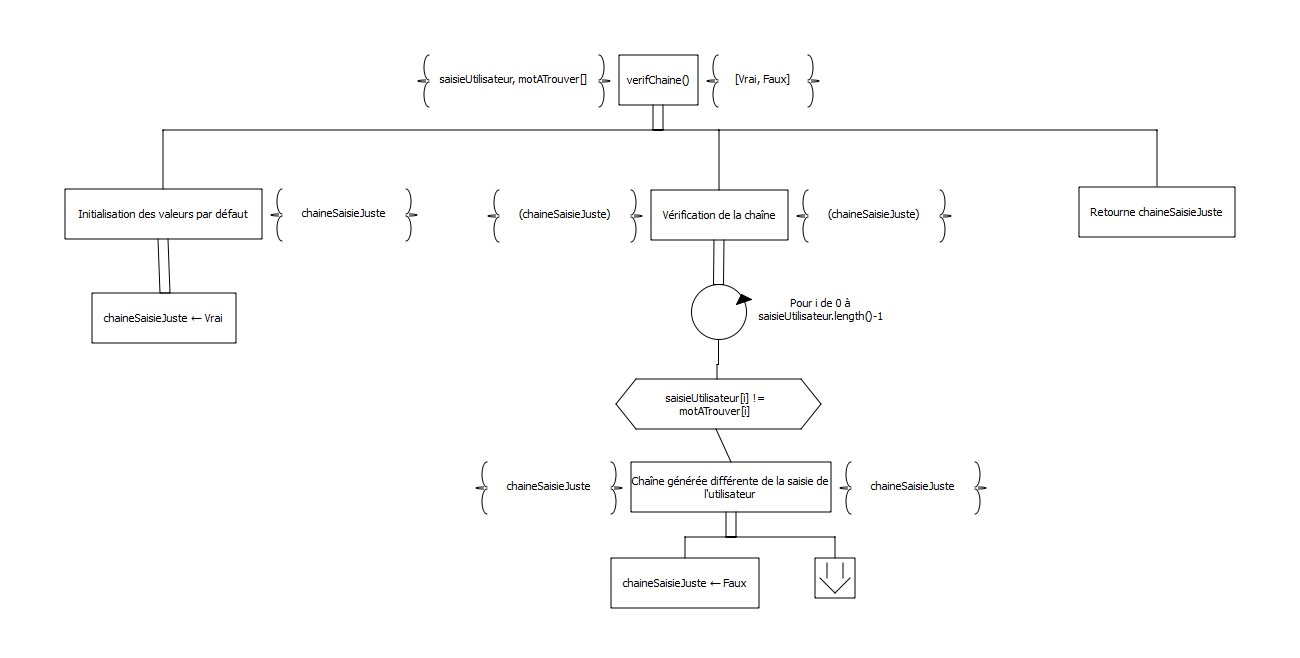 saisieUtilisateur, motATrouver[]
verifChaine()
[Vrai, Faux]
Initialisation des valeurs par défaut
chaineSaisieJuste
(chaineSaisieJuste)
Vérification de la chaîne
(chaineSaisieJuste)
Retourne chaineSaisieJuste
chaineSaisieJuste ← Vrai
Pour i de 0 à
saisieUtilisateur.length()-1
saisieUtilisateur[i] !=
motATrouver[i]
chaineSaisieJuste
Chaîne générée différente de la saisie de
l'utilisateur
chaineSaisieJuste
chaineSaisieJuste ← Faux